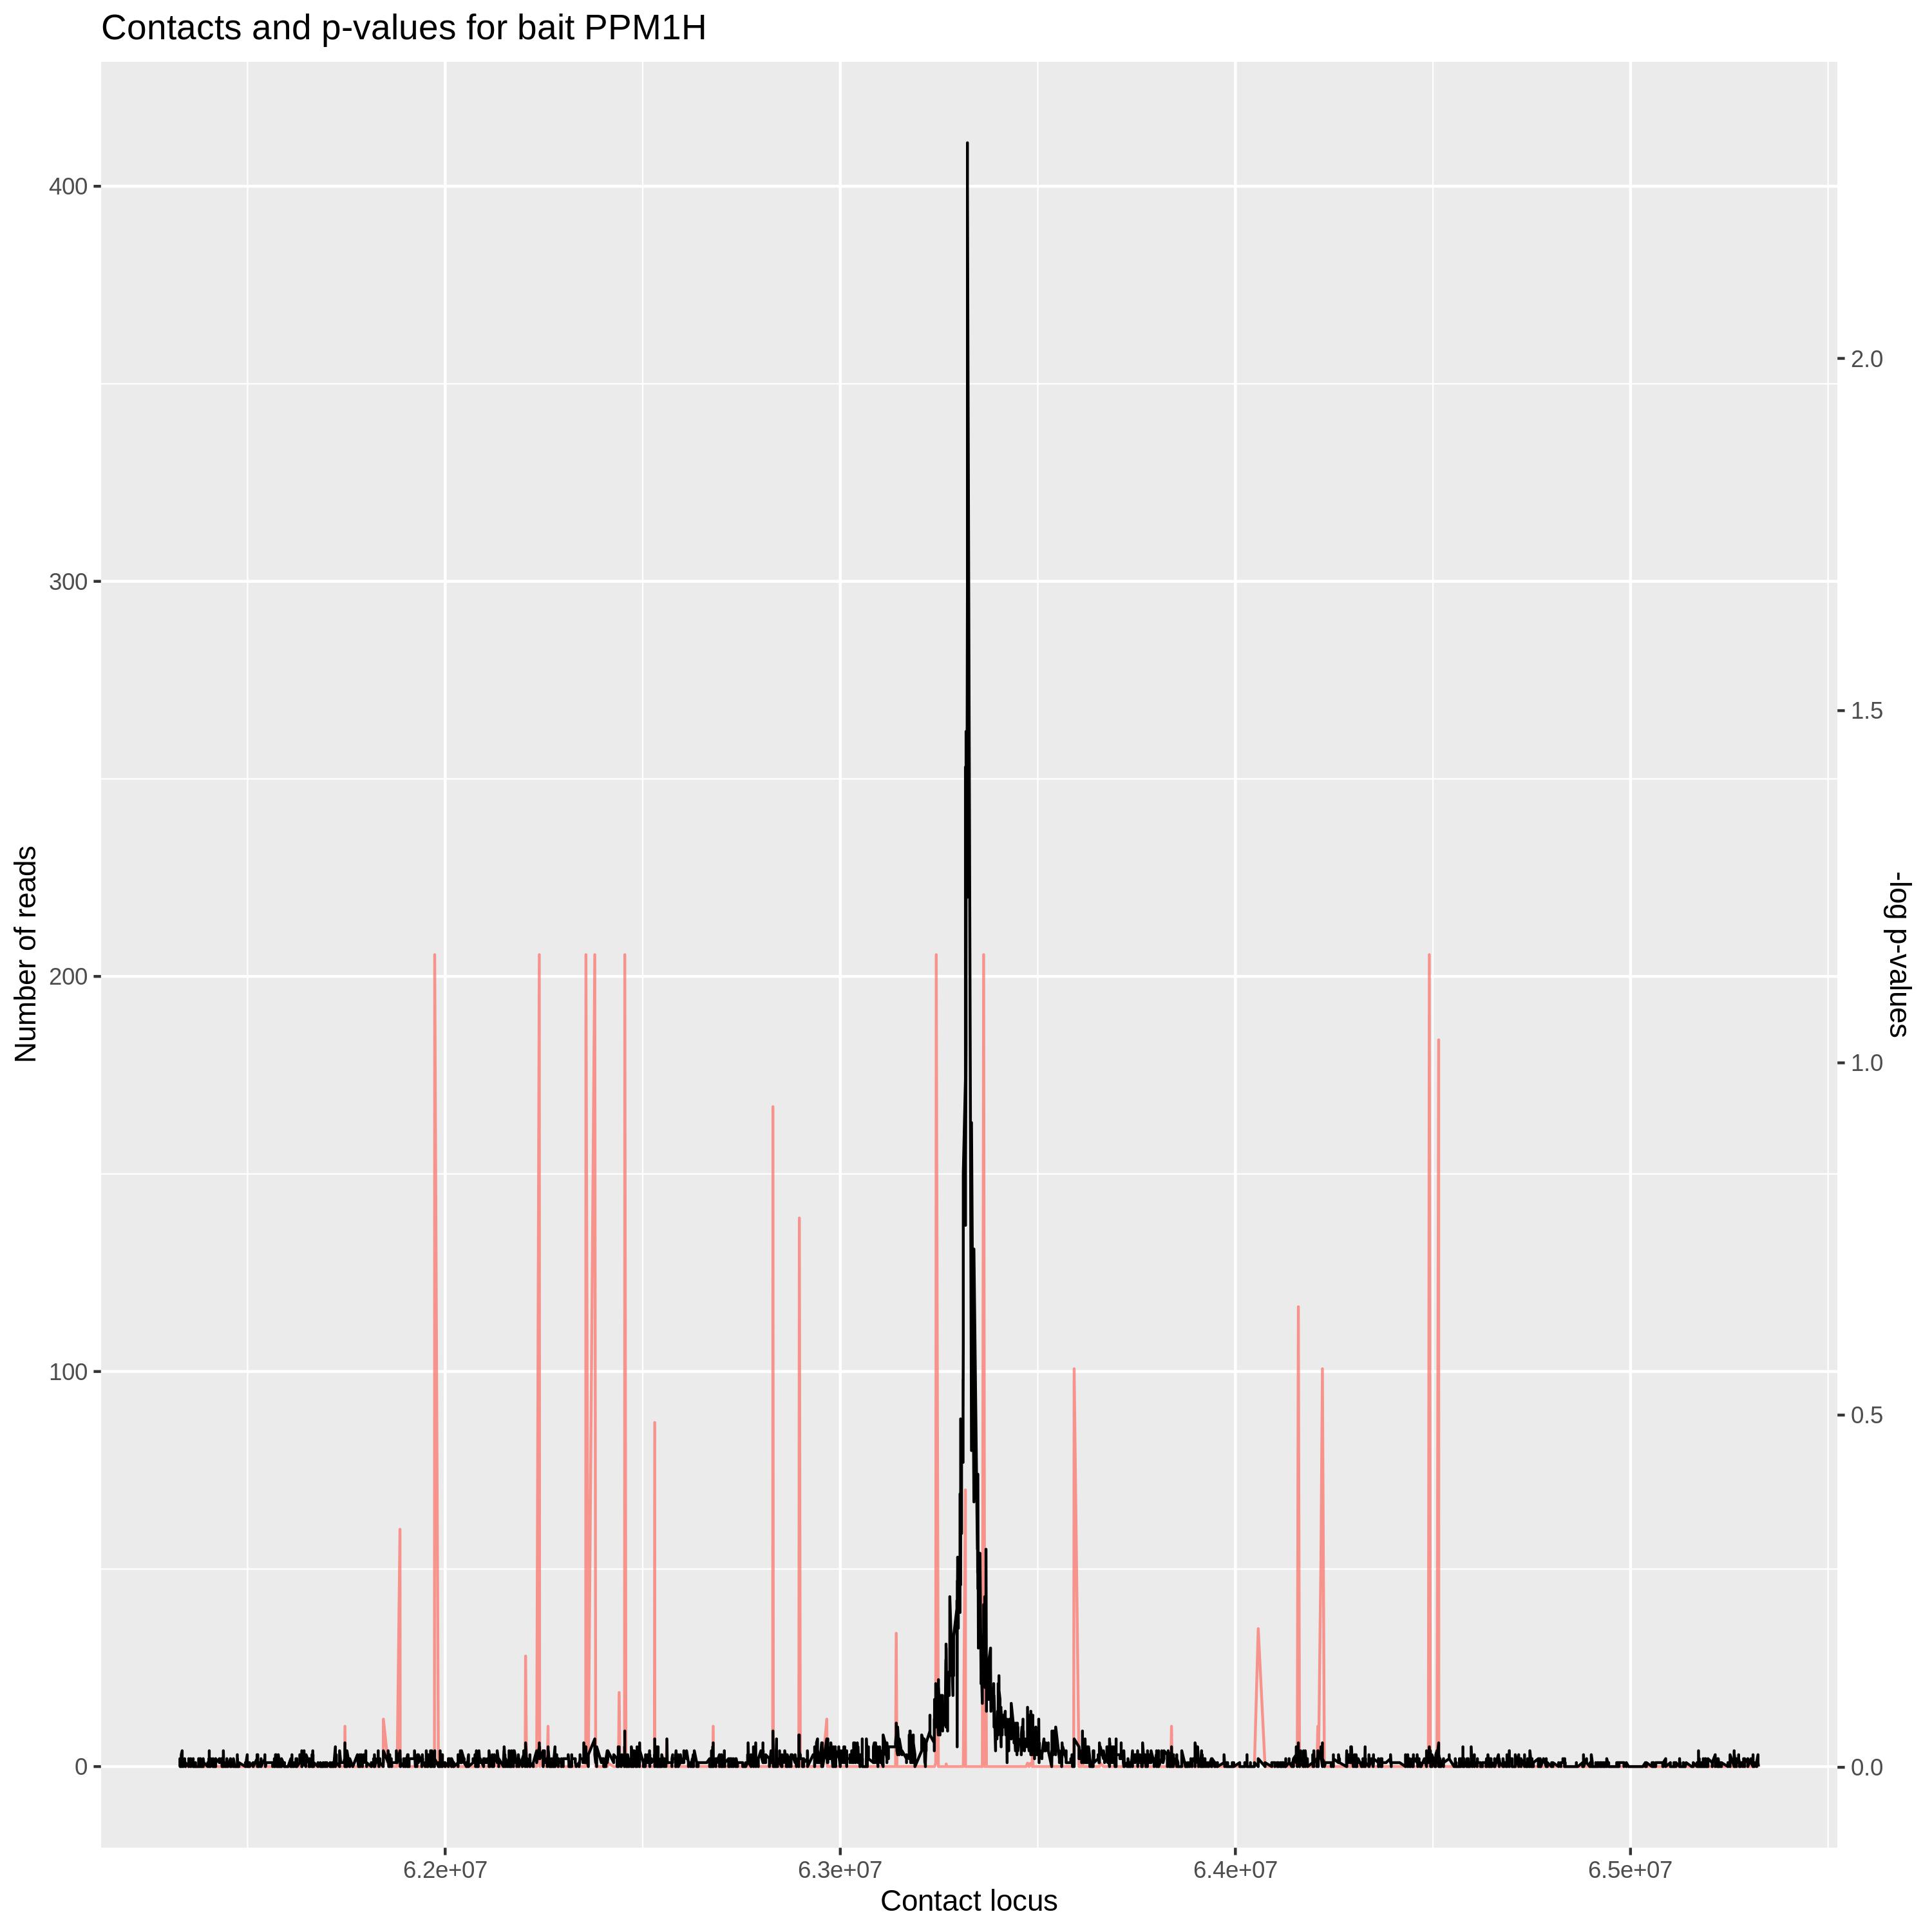 Contacts and p-values for bait PPM1H
400
300
200
100
0
Number of reads
2.0
1.5
1.0
0.5
0.0
-log p-values
6.2e+07 6.3e+07 6.4e+07 6.5e+07
Contact locus